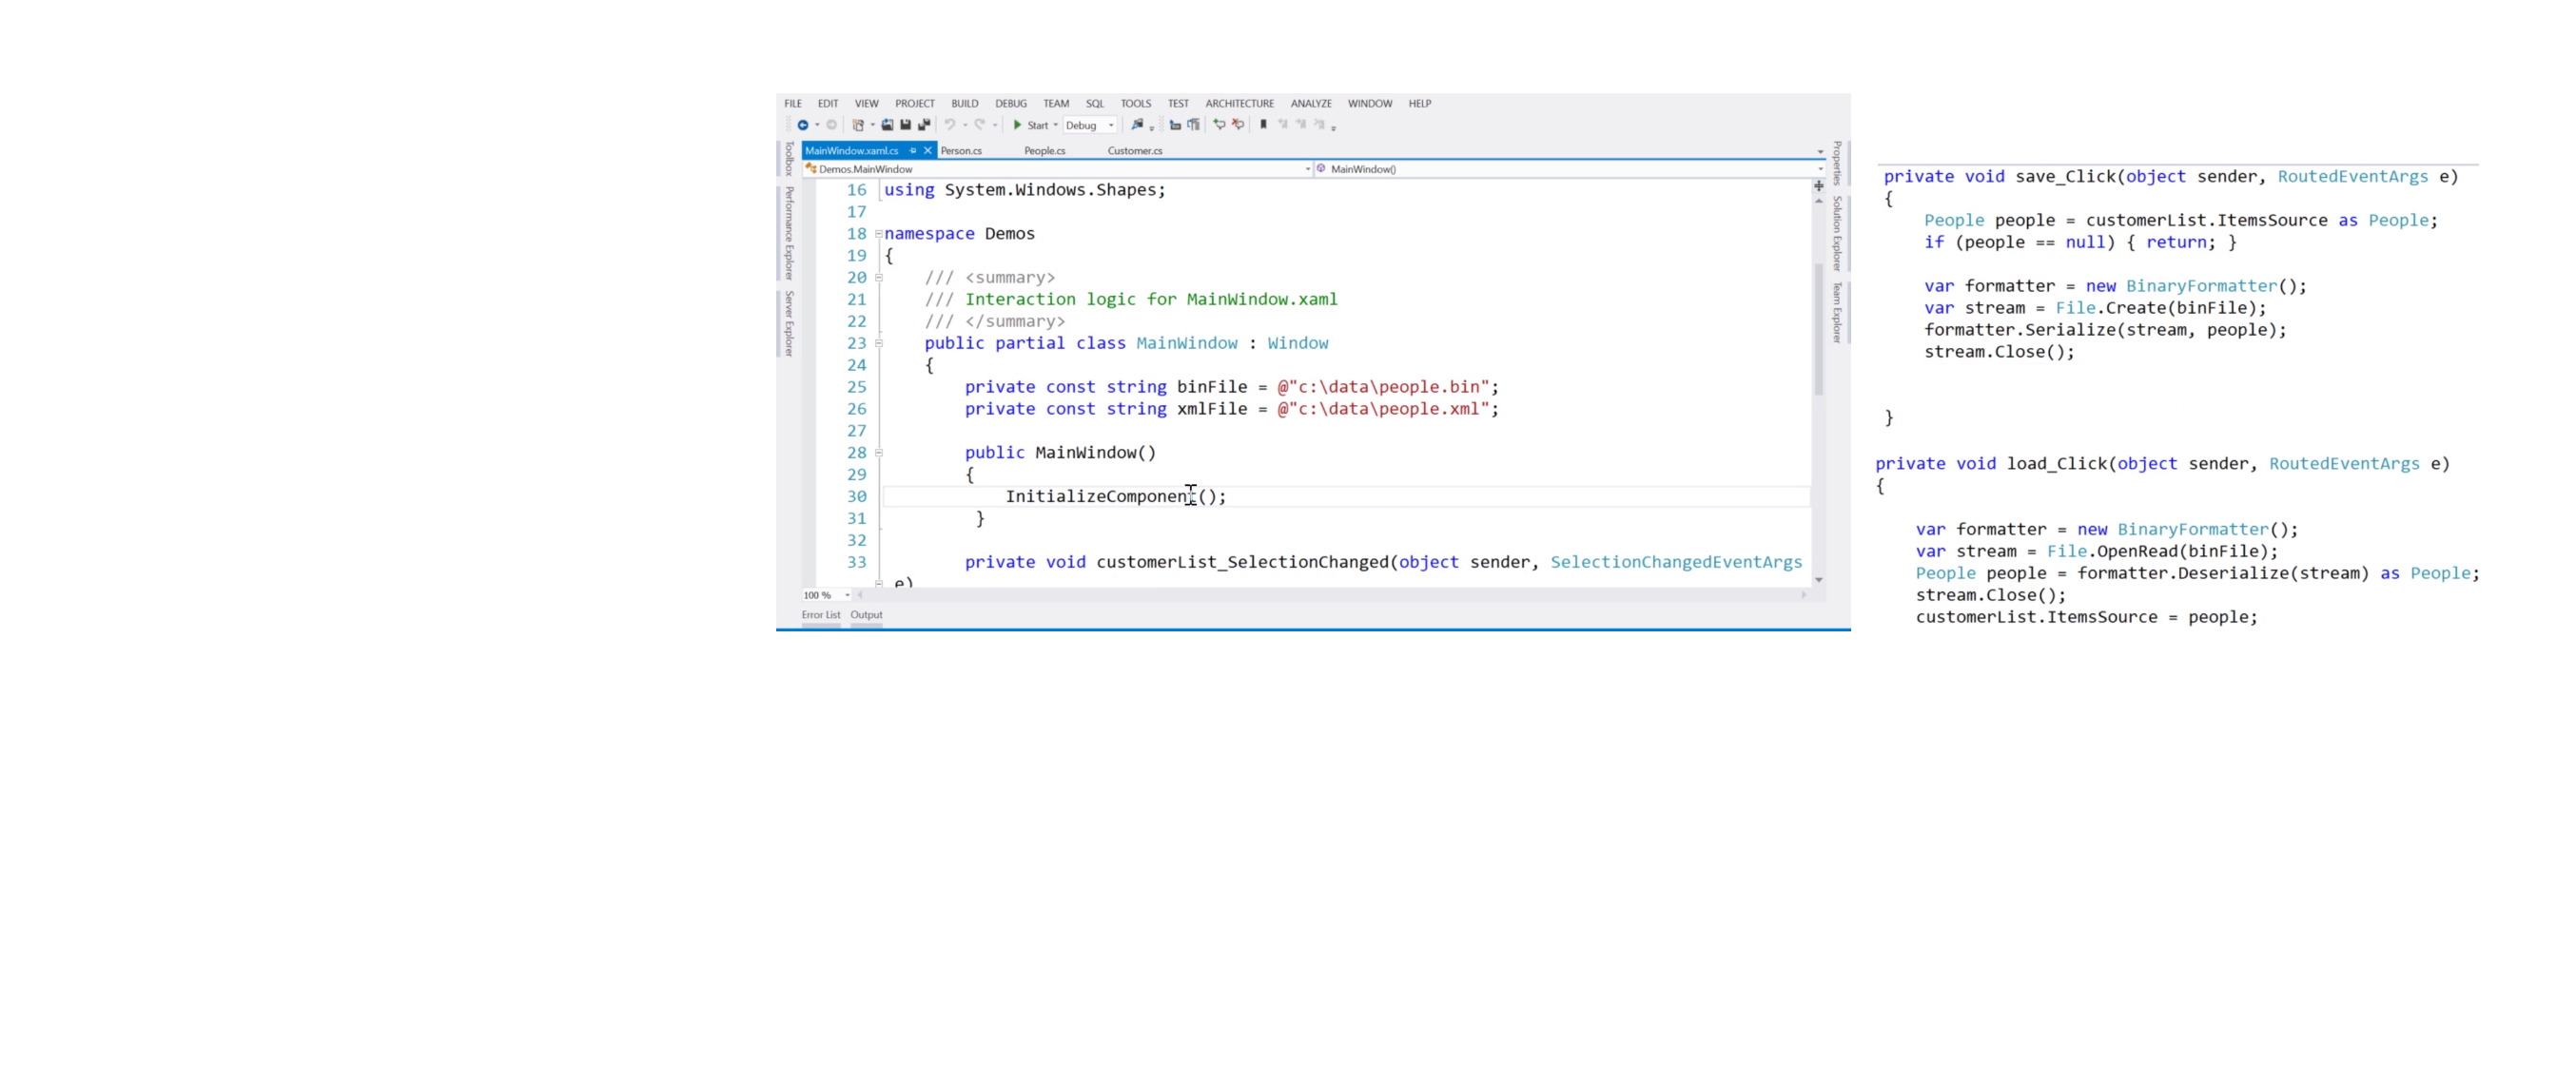 FILE EDIT VIEW PROJECT BUILD DEBUG TEAM SQL TOOLS TEST ARCHITECTURE ANALYZE WINDOW HELP
Start Debug
MainWindow.xaml.cs Person.cs People.cs Customer.cs
Demos.MainWindow MainWindow()
Toolbox
Performance Explorer
Server Explorer
16 using System.Windows.Shapes;
17
18 namespace Demos
19 {
20 /// <summary>
21 /// Interaction logic for MainWindow.xaml
22 /// </summary>
23 public partial class MainWindow : Window
24 {
25 private const string binFile = @"c:\data\people.bin";
26 private const string xmlFile = @"c:\data\people.xml";
27
28 public MainWindow()
29 {
30 InitializeComponent();
31 }
32
33 private void customerList_SelectionChanged(object sender, SelectionChangedEventArgs
e)
100 %
Error List Output
Properties
Solution Explorer
Team Explorer
private void save_Click(object sender, RoutedEventArgs e)
{
People people = customerList.ItemsSource as People;
if (people == null) { return; }
var formatter = new BinaryFormatter();
var stream = File.Create(binFile);
formatter.Serialize(stream, people);
stream.Close();
}
private void load_Click(object sender, RoutedEventArgs e)
{
var formatter = new BinaryFormatter();
var stream = File.OpenRead(binFile);
People people = formatter.Deserialize(stream) as People;
stream.Close();
customerList.ItemsSource = people;